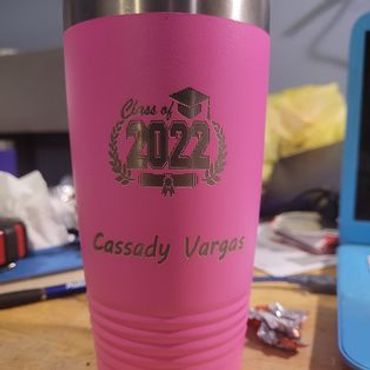 Class of
2022
Cassady Vargas